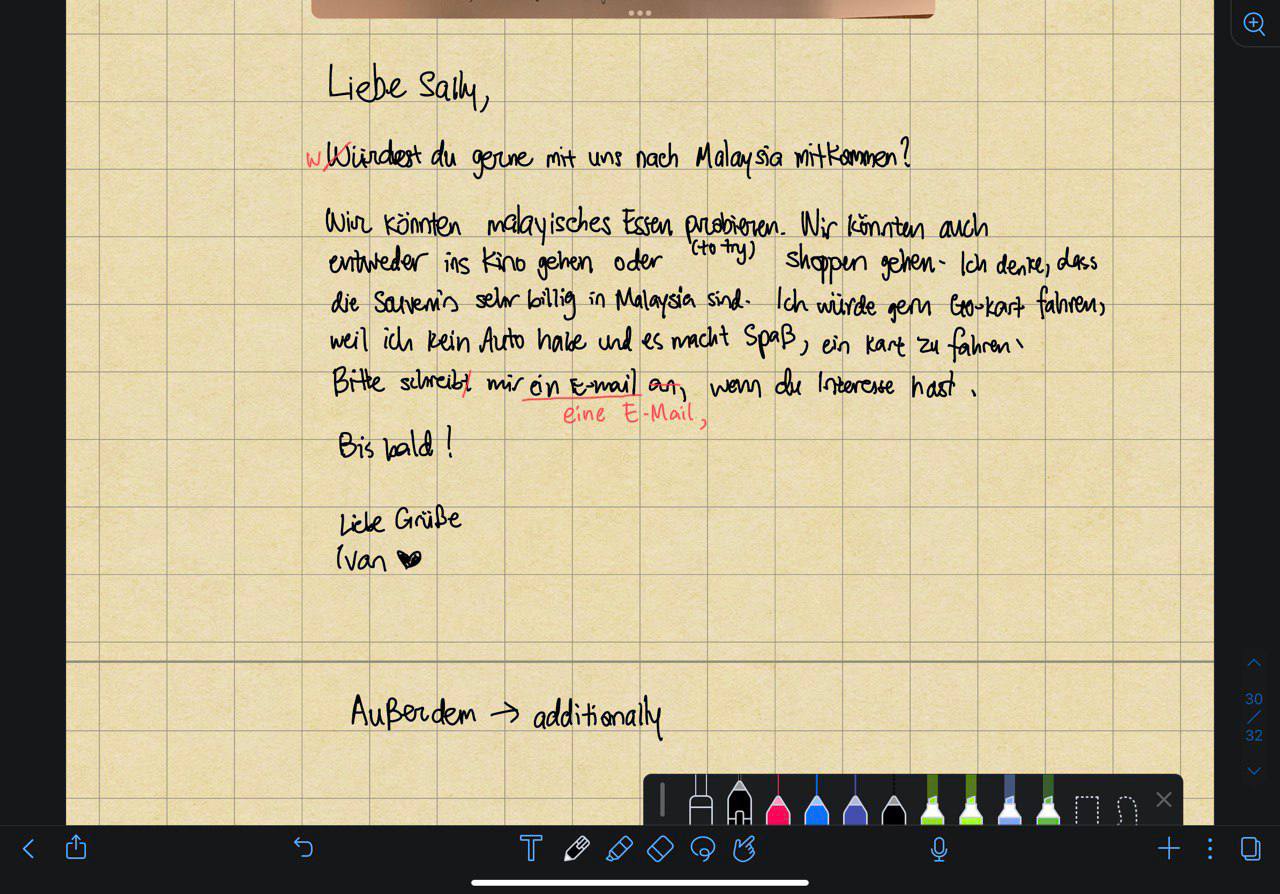 Liebe Sally,
w Würdest du gerne mit uns nach Malaysia mitkommen?
Wir könnten malayisches Essen probieren. Wir könnten auch
(to try)
entweder ins Kino gehen oder shoppen gehen. Ich denke, dass
die Savenirs sehr billig in Malaysia sind. Ich würde gern Go-kart fahren,
weil ich kein Auto habe und es macht Spaß, ein Kart zu fahren.
Bitte schreibt mir ein E-mail an, wenn du Interesse hast.
eine E-Mail,
Bis bald!
Liebe Grüße
Ivan
Außerdem → additionally
30
/
32
T